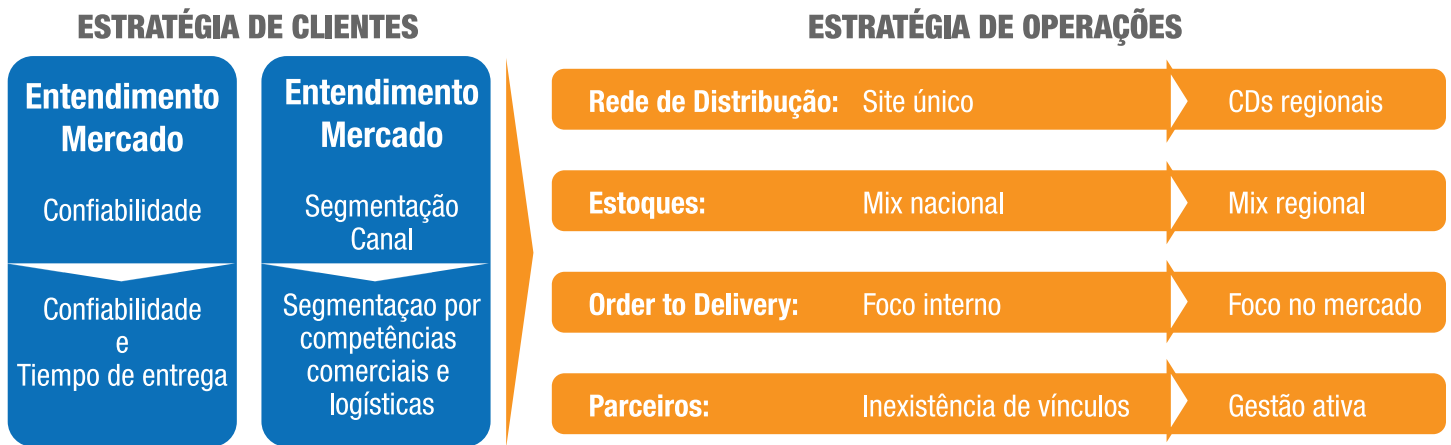 ESTRATÉGIA DE CLIENTES
Entendimento
Mercado
Confiabilidade
Confiabilidade
e
Tiempo de entrega
Entendimento
Mercado
Segmentação
Canal
Segmentaçao por
competências
comerciais e
logísticas
ESTRATÉGIA DE OPERAÇÕES
Rede de Distribução: Site único CDs regionais
Estoques: Mix nacional Mix regional
Order to Delivery: Foco interno Foco no mercado
Parceiros: Inexistência de vínculos Gestão ativa